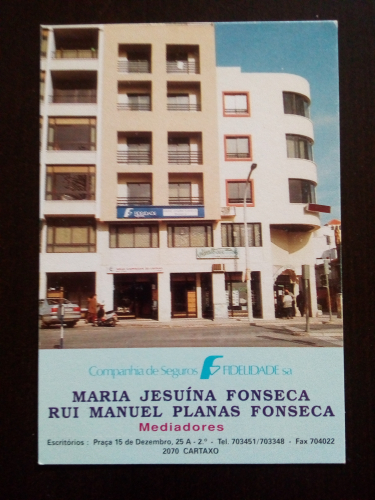 FIDELIDADE
Companhia de Seguros FIDELIDADE sa
MARIA JESUÍNA FONSECA
RUI MANUEL PLANAS FONSECA
Mediadores
Escritórios : Praça 15 de Dezembro, 25 A - 2.º - Tel. 703451/703348 - Fax 704022
2070 CARTAXO